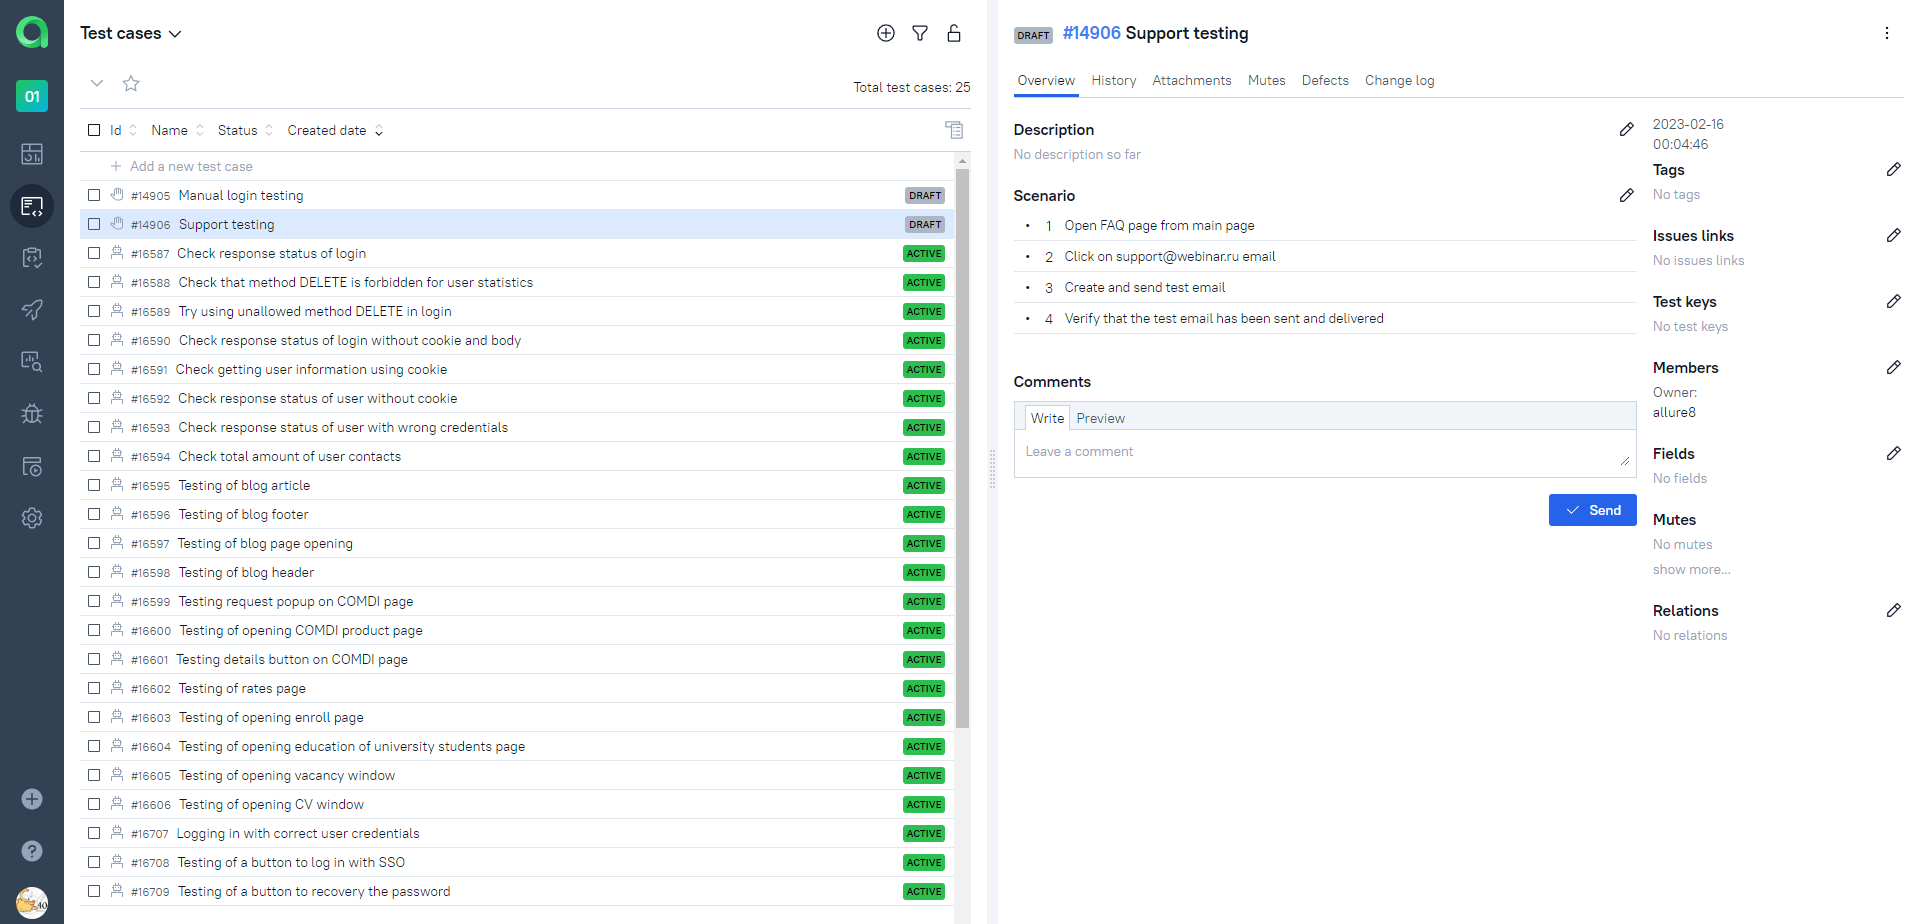 01
Test cases
Total test cases: 25
Id Name Status Created date
Add a new test case
#14905 Manual login testing DRAFT
#14906 Support testing DRAFT
#16587 Check response status of login ACTIVE
#16588 Check that method DELETE is forbidden for user statistics ACTIVE
#16589 Try using unallowed method DELETE in login ACTIVE
#16590 Check response status of login without cookie and body ACTIVE
#16591 Check getting user information using cookie ACTIVE
#16592 Check response status of user without cookie ACTIVE
#16593 Check response status of user with wrong credentials ACTIVE
#16594 Check total amount of user contacts ACTIVE
#16595 Testing of blog article ACTIVE
#16596 Testing of blog footer ACTIVE
#16597 Testing of blog page opening ACTIVE
#16598 Testing of blog header ACTIVE
#16599 Testing request popup on COMDI page ACTIVE
#16600 Testing of opening COMDI product page ACTIVE
#16601 Testing details button on COMDI page ACTIVE
#16602 Testing of rates page ACTIVE
#16603 Testing of opening enroll page ACTIVE
#16604 Testing of opening education of university students page ACTIVE
#16605 Testing of opening vacancy window ACTIVE
#16606 Testing of opening CV window ACTIVE
#16707 Logging in with correct user credentials ACTIVE
#16708 Testing of a button to log in with SSO ACTIVE
#16709 Testing of a button to recovery the password ACTIVE
DRAFT #14906 Support testing
Overview History Attachments Mutes Defects Change log
Description
No description so far
Scenario
• 1 Open FAQ page from main page
• 2 Click on support@webinar.ru email
• 3 Create and send test email
• 4 Verify that the test email has been sent and delivered
Comments
Write Preview
Leave a comment
Send
2023-02-16
00:04:46
Tags
No tags
Issues links
No issues links
Test keys
No test keys
Members
Owner:
allure8
Fields
No fields
Mutes
No mutes
show more...
Relations
No relations